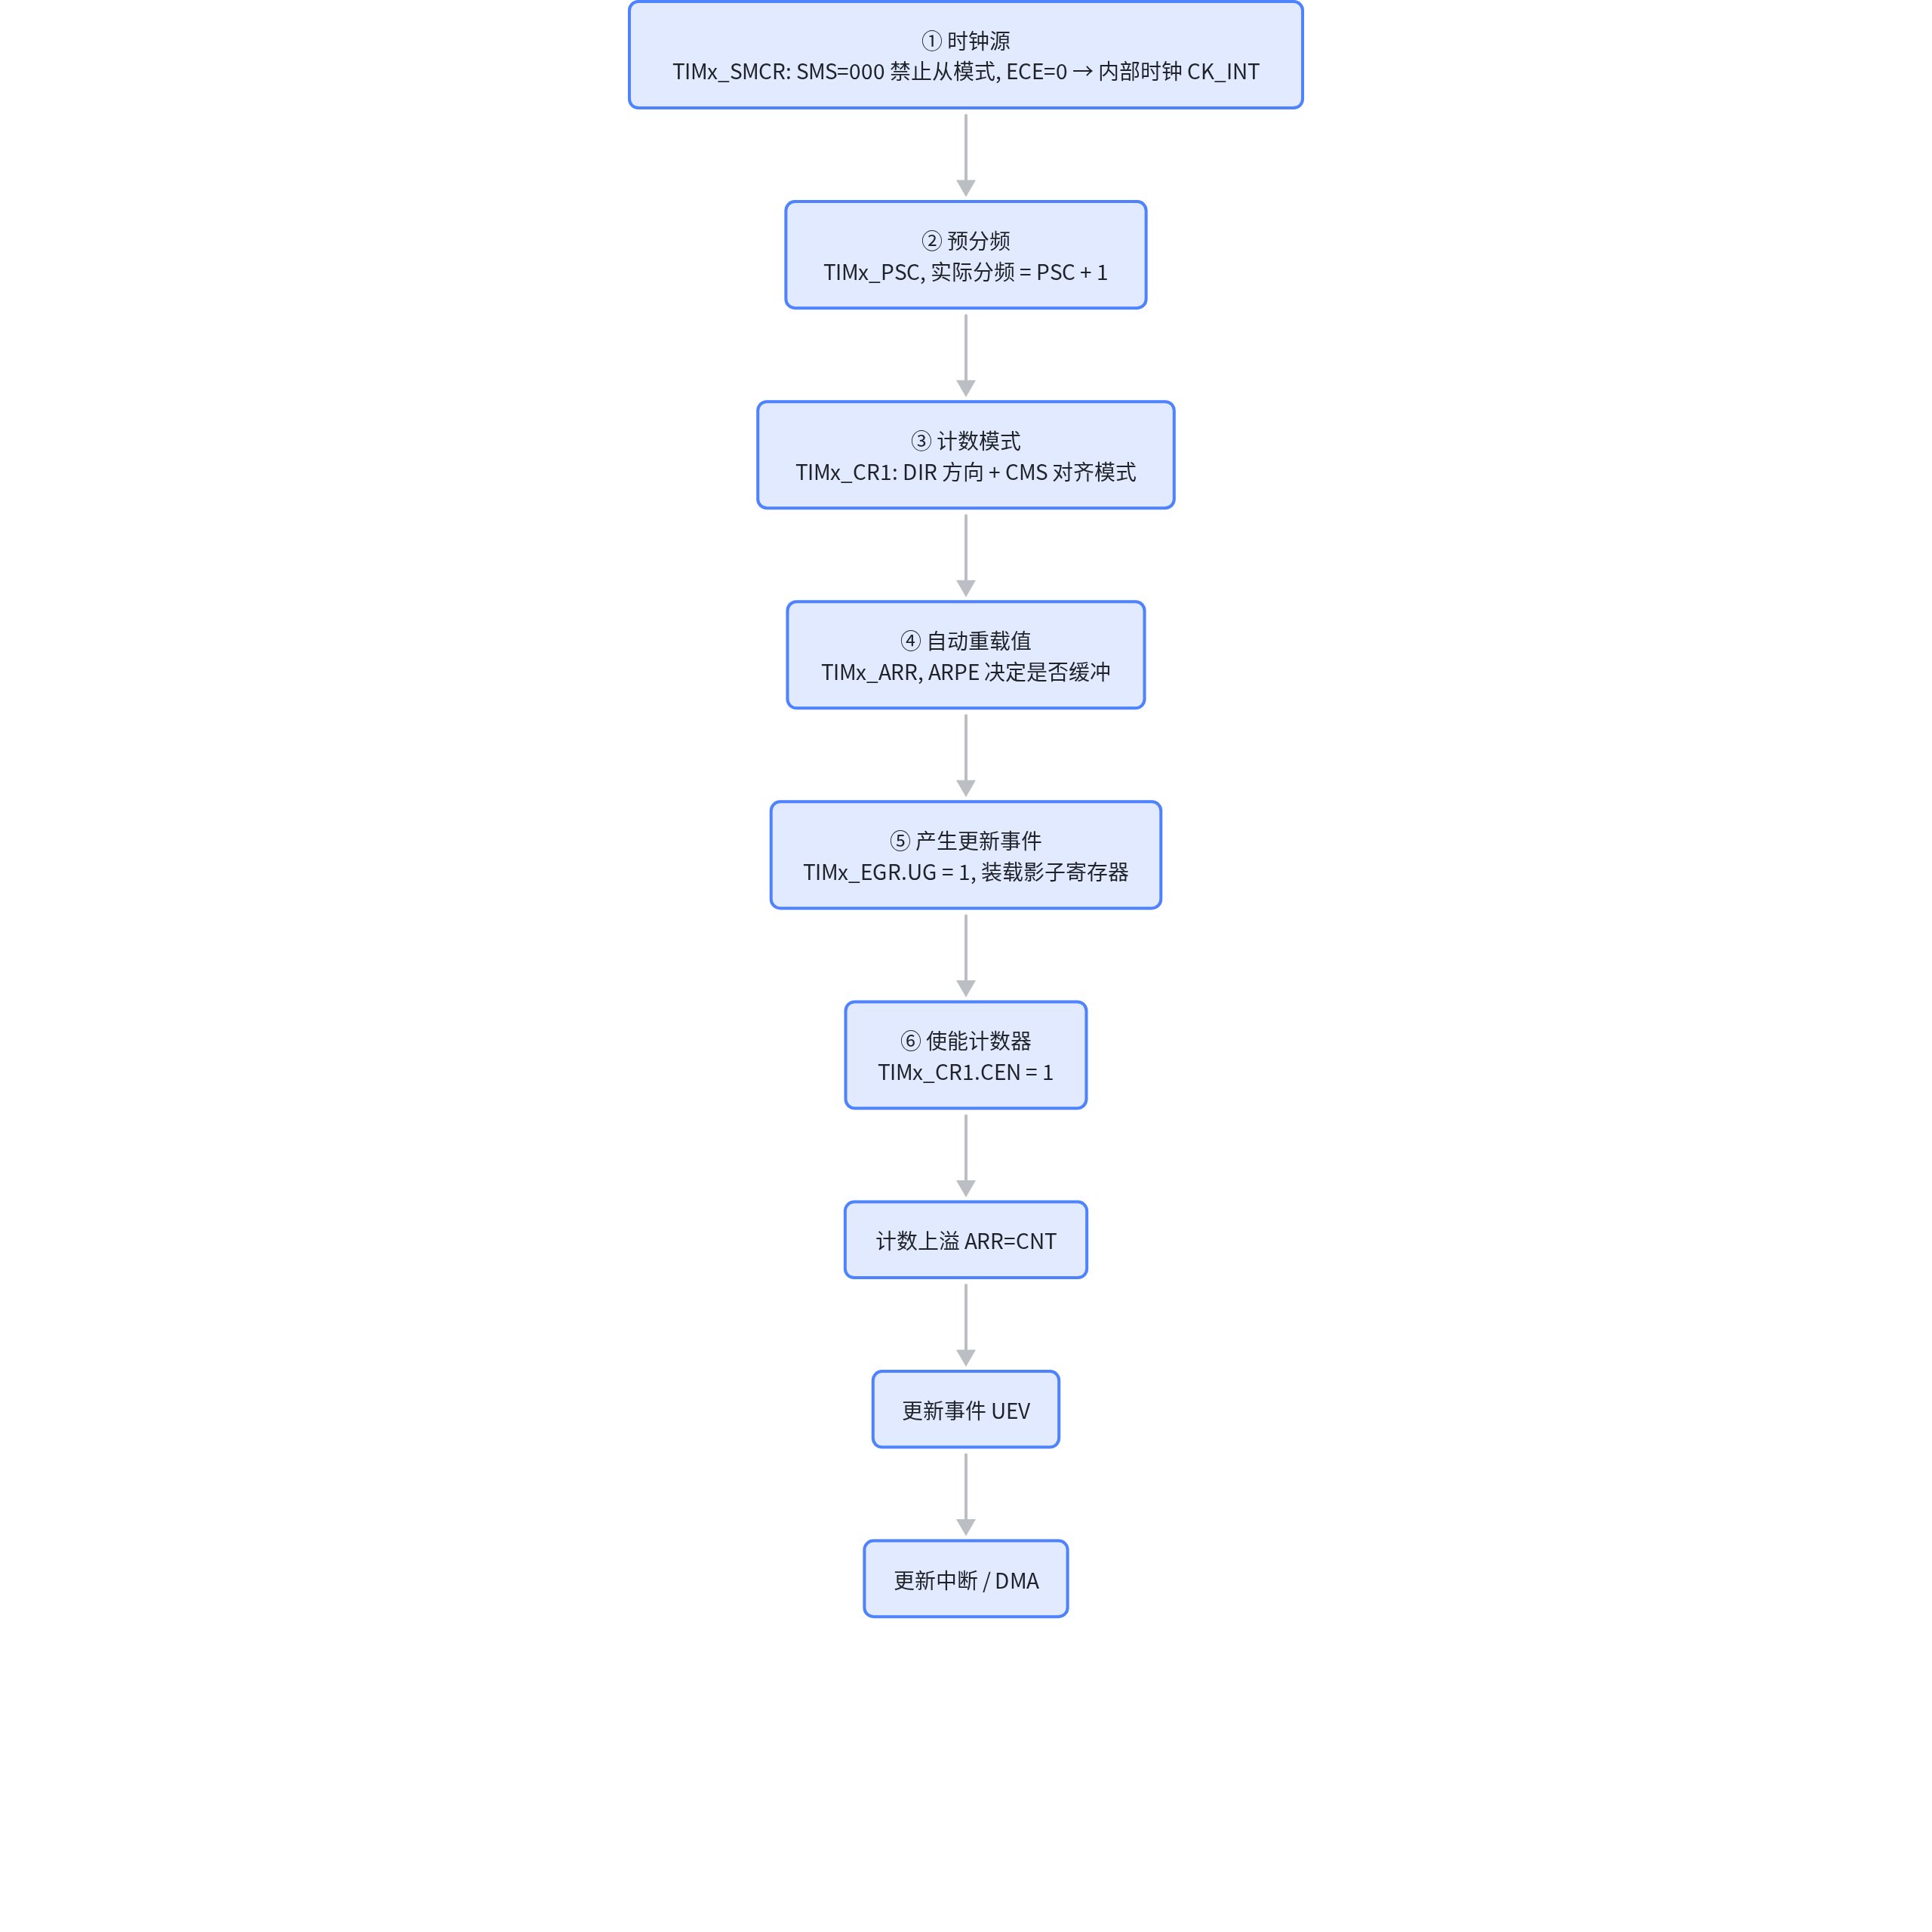 ① 时钟源
TIMx_SMCR: SMS=000 禁止从模式, ECE=0 → 内部时钟 CK_INT
② 预分频
TIMx_PSC, 实际分频 = PSC + 1
③ 计数模式
TIMx_CR1: DIR 方向 + CMS 对齐模式
④ 自动重载值
TIMx_ARR, ARPE 决定是否缓冲
⑤ 产生更新事件
TIMx_EGR.UG = 1, 装载影子寄存器
⑥ 使能计数器
TIMx_CR1.CEN = 1
计数上溢 ARR=CNT
更新事件 UEV
更新中断 / DMA